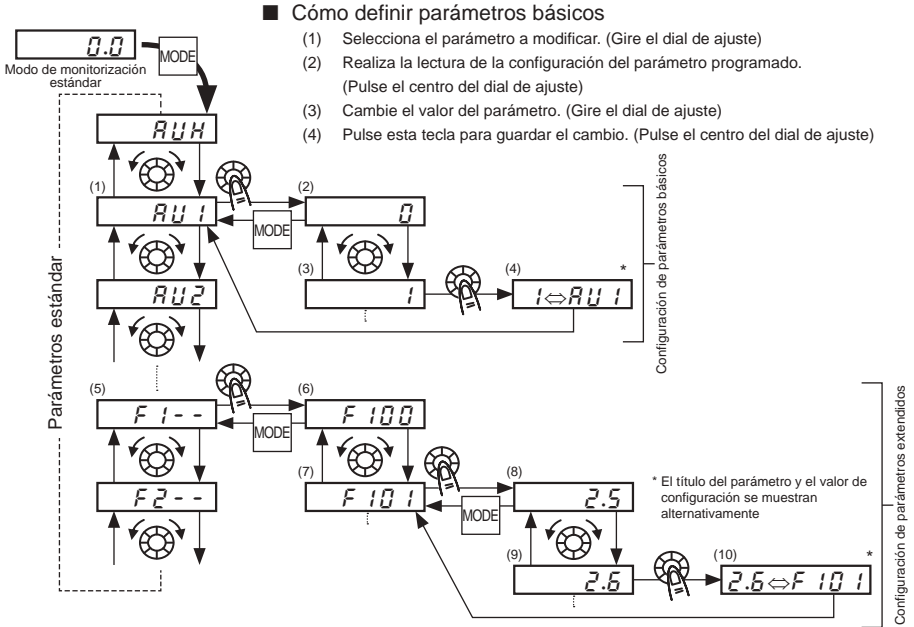 ■ Cómo definir parámetros básicos
(1) Selecciona el parámetro a modificar. (Gire el dial de ajuste)
(2) Realiza la lectura de la configuración del parámetro programado.
(Pulse el centro del dial de ajuste)
(3) Cambie el valor del parámetro. (Gire el dial de ajuste)
(4) Pulse esta tecla para guardar el cambio. (Pulse el centro del dial de ajuste)
0.0
MODE
Modo de monitorización
estándar
AUH
(1)
AU1
(2)
0
MODE
(3)
1
(4)
*
1⇔AU1
AU2
Parámetros estándar
Configuración de parámetros básicos
(5)
F1--
(6)
F100
MODE
(7)
F101
(8)
2.5
MODE
F2--
* El título del parámetro y el valor de
configuración se muestran
alternativamente
(9)
2.6
(10)
*
2.6⇔F101
Configuración de parámetros extendidos